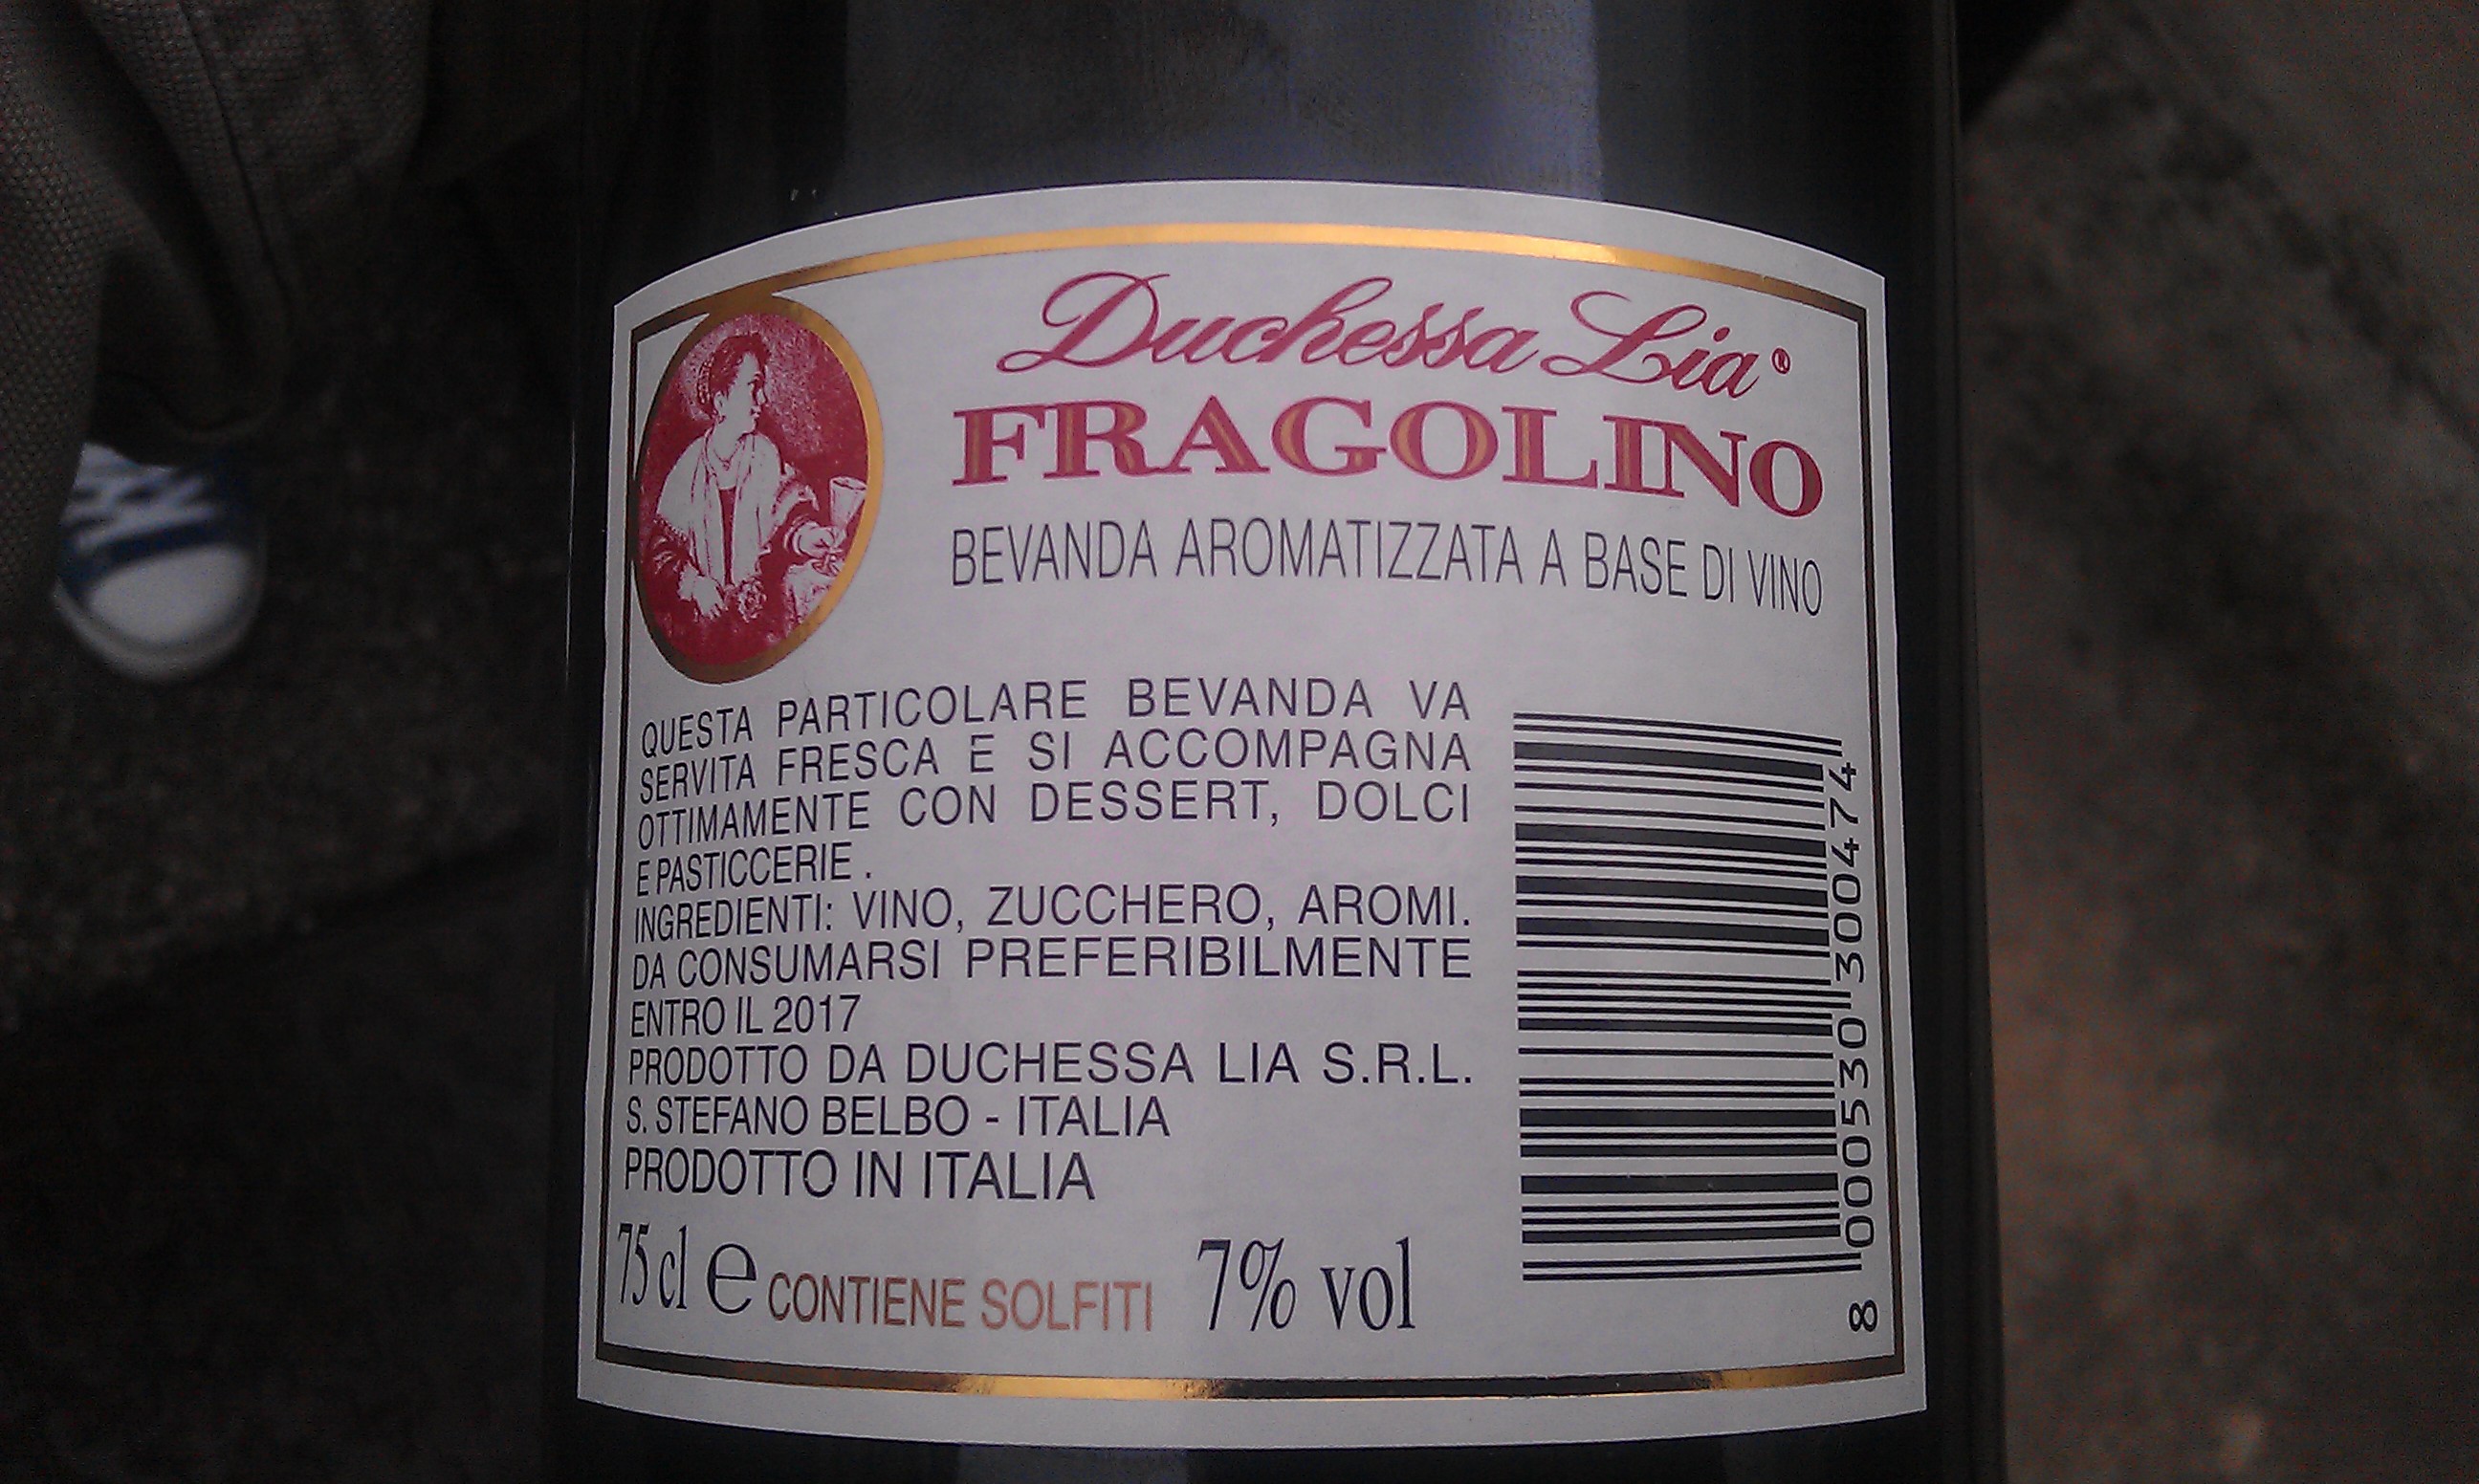 Duchessa Lia®
FRAGOLINO
BEVANDA AROMATIZZATA A BASE DI VINO
QUESTA PARTICOLARE BEVANDA VA
SERVITA FRESCA E SI ACCOMPAGNA
OTTIMAMENTE CON DESSERT, DOLCI
E PASTICCERIE .
INGREDIENTI: VINO, ZUCCHERO, AROMI.
DA CONSUMARSI PREFERIBILMENTE
ENTRO IL 2017
PRODOTTO DA DUCHESSA LIA S.R.L.
S. STEFANO BELBO - ITALIA
PRODOTTO IN ITALIA
75 cl e CONTIENE SOLFITI 7% vol
8 000530 300474